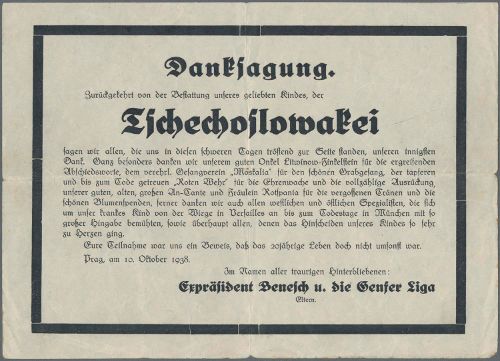 Danksagung.
Zurückgekehrt von der Bestattung unseres geliebten Kindes, der
Tschechoslowakei
sagen wir allen, die uns in diesen schweren Tagen tröstend zur Seite standen, unseren innigsten
Dank. Ganz besonders danken wir unserem guten Onkel Litwinow-Finkelstein für die ergreifenden
Abschiedsworte, dem verehrl. Gesangverein „Moskalia" für den schönen Grabgesang, der tapferen
und bis zum Tode getreuen „Roten Wehr" für die Ehrenwache und die vollzählige Ausrückung,
unserer guten, alten, großen An-Tante und Fräulein Rotspania für die vergossenen Tränen und die
schönen Blumenspenden, ferner danken wir auch allen westlichen und östlichen Spezialisten, die sich
um unser krankes Kind von der Wiege in Versailles an bis zum Todestage in München mit so
großer Hingabe bemühten, sowie überhaupt allen, denen das Hinscheiden unseres Kindes so sehr
zu Herzen ging.
Eure Teilnahme war uns ein Beweis, daß das 20jährige Leben doch nicht umsonst war.
Prag, am 10. Oktober 1938.
Im Namen aller traurigen Hinterbliebenen:
Expräsident Benesch u. die Genfer Liga
Eltern.